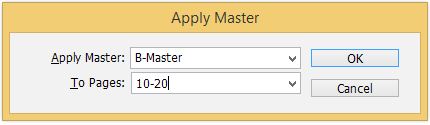 Apply Master
Apply Master: B-Master OK
To Pages: 10-20 Cancel